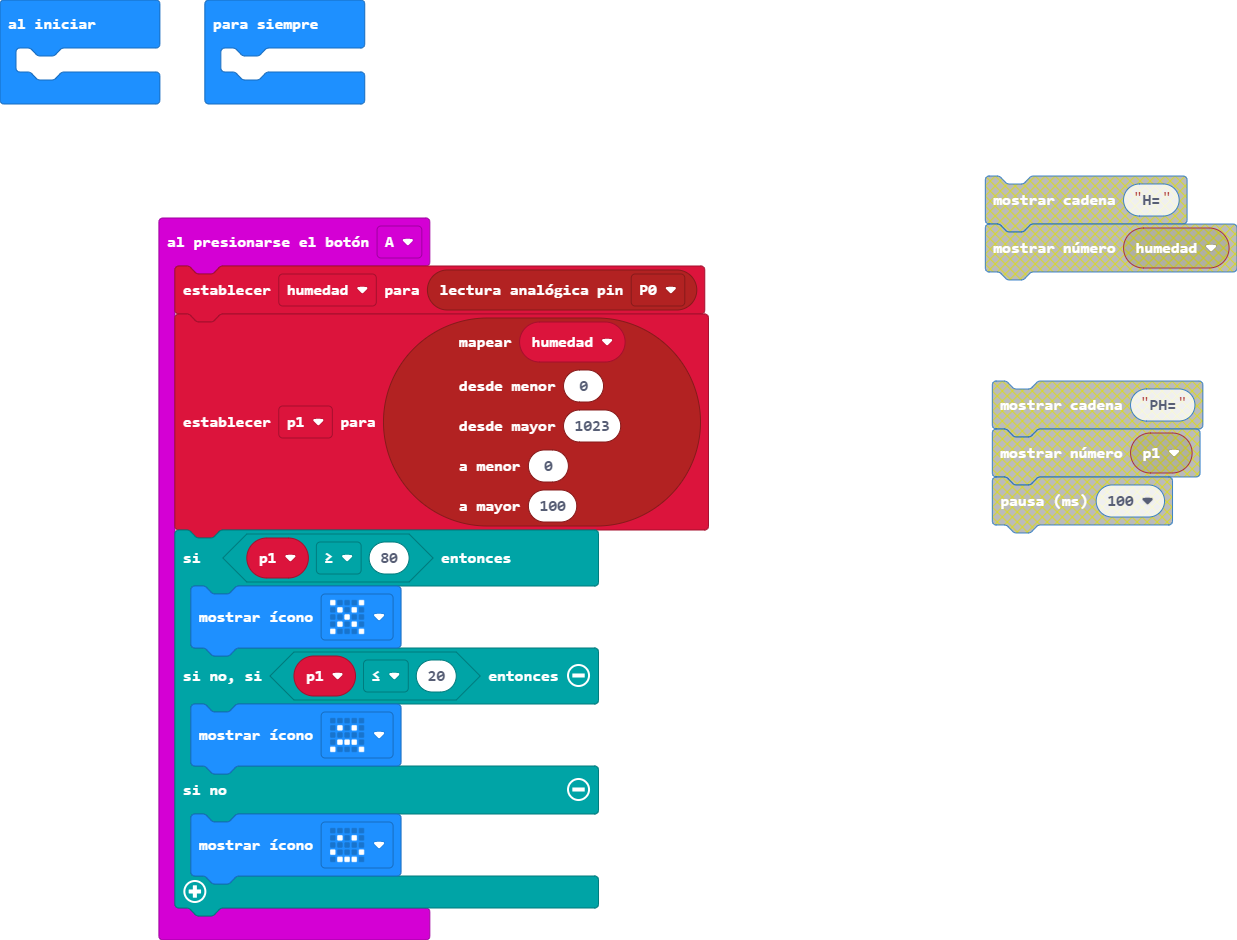 al iniciar
para siempre
mostrar cadena "H="
mostrar número humedad
al presionarse el botón A
establecer humedad para lectura analógica pin P0
mapear humedad
desde menor 0
desde mayor 1023
establecer p1 para
a menor 0
a mayor 100
mostrar cadena "PH="
mostrar número p1
pausa (ms) 100
si p1 ≥ 80 entonces
mostrar ícono
si no, si p1 ≤ 20 entonces
mostrar ícono
si no
mostrar ícono